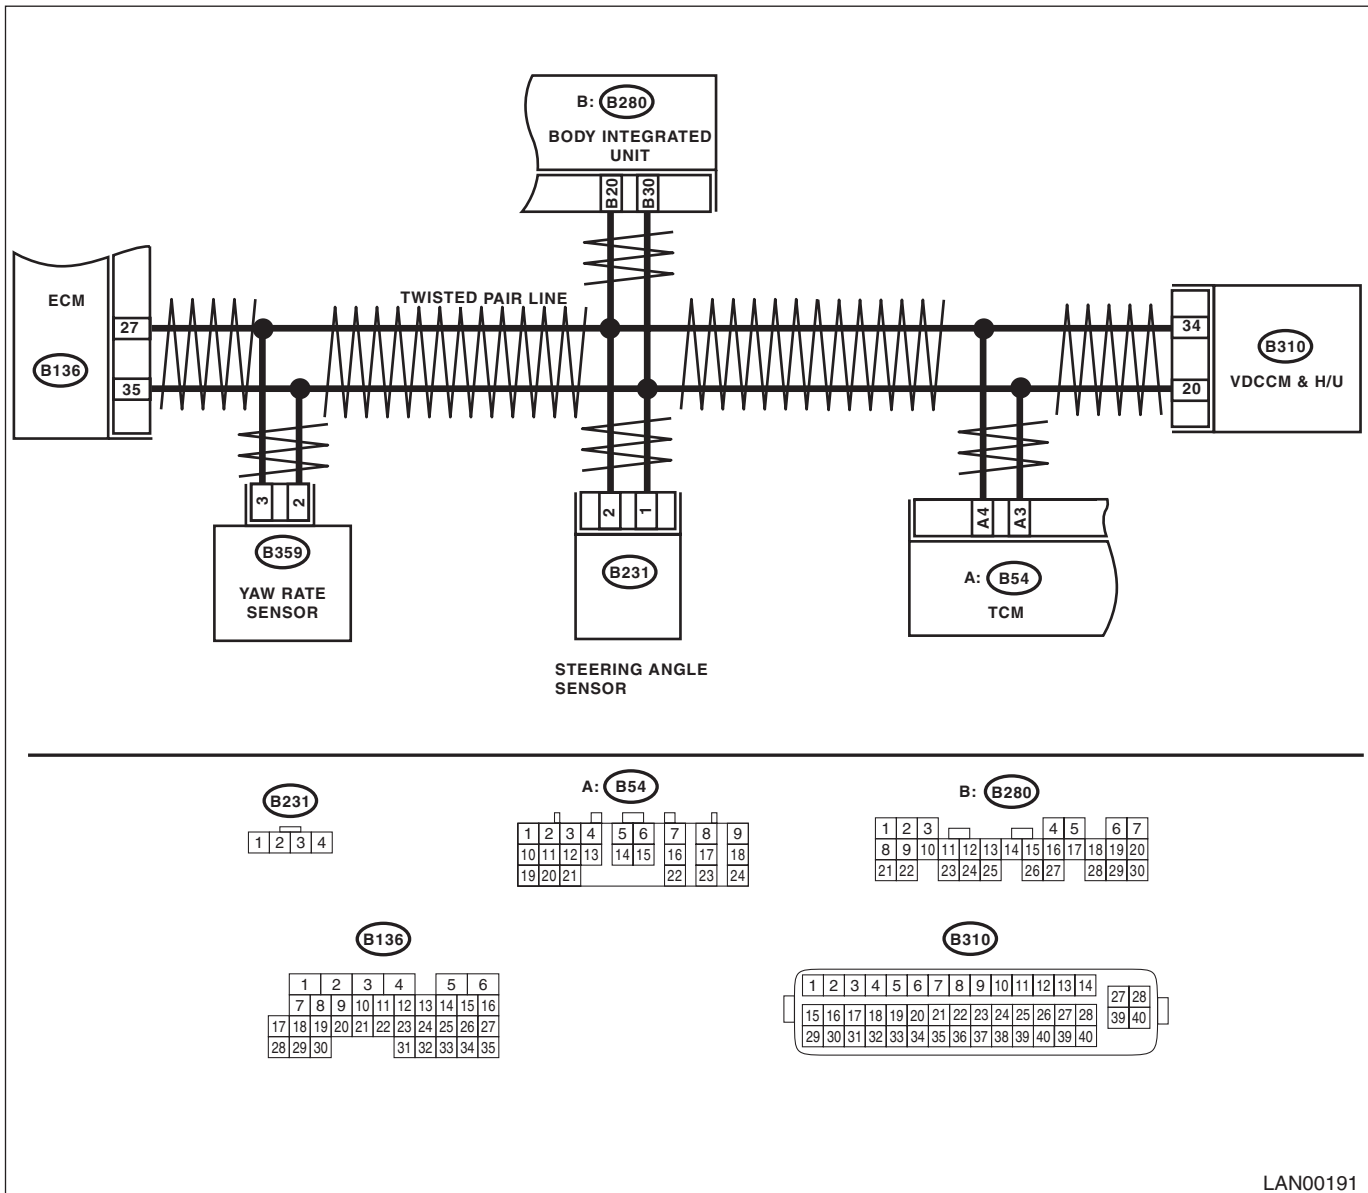 B: B280
BODY INTEGRATED
UNIT
B20 B30
ECM
TWISTED PAIR LINE
27
34
B136
B310
35
20
VDCCM & H/U
3 2
2 1
A4 A3
B359
YAW RATE
SENSOR
B231
A: B54
TCM
STEERING ANGLE
SENSOR
B231
1 2 3 4
A: B54
1 2 3 4 5 6 7 8 9
10 11 12 13 14 15 16 17 18
19 20 21 22 23 24
B: B280
1 2 3 4 5 6 7
8 9 10 11 12 13 14 15 16 17 18 19 20
21 22 23 24 25 26 27 28 29 30
B136
1 2 3 4 5 6
7 8 9 10 11 12 13 14 15 16
17 18 19 20 21 22 23 24 25 26 27
28 29 30 31 32 33 34 35
B310
1 2 3 4 5 6 7 8 9 10 11 12 13 14
27 28
15 16 17 18 19 20 21 22 23 24 25 26 27 28
39 40
29 30 31 32 33 34 35 36 37 38 39 40 39 40
LAN00191